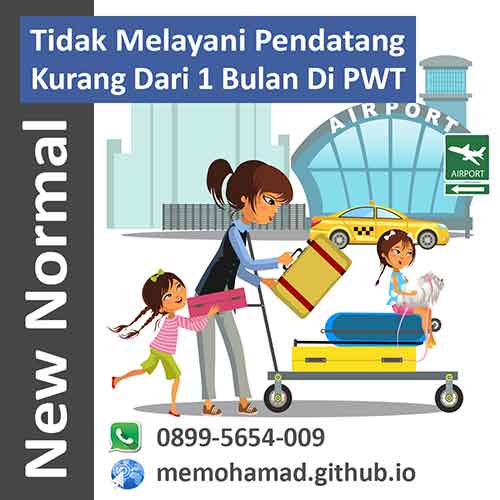 Tidak Melayani Pendatang
Kurang Dari 1 Bulan Di PWT
New Normal
AIRPORT
AIRPORT
0899-5654-009
memohamad.github.io